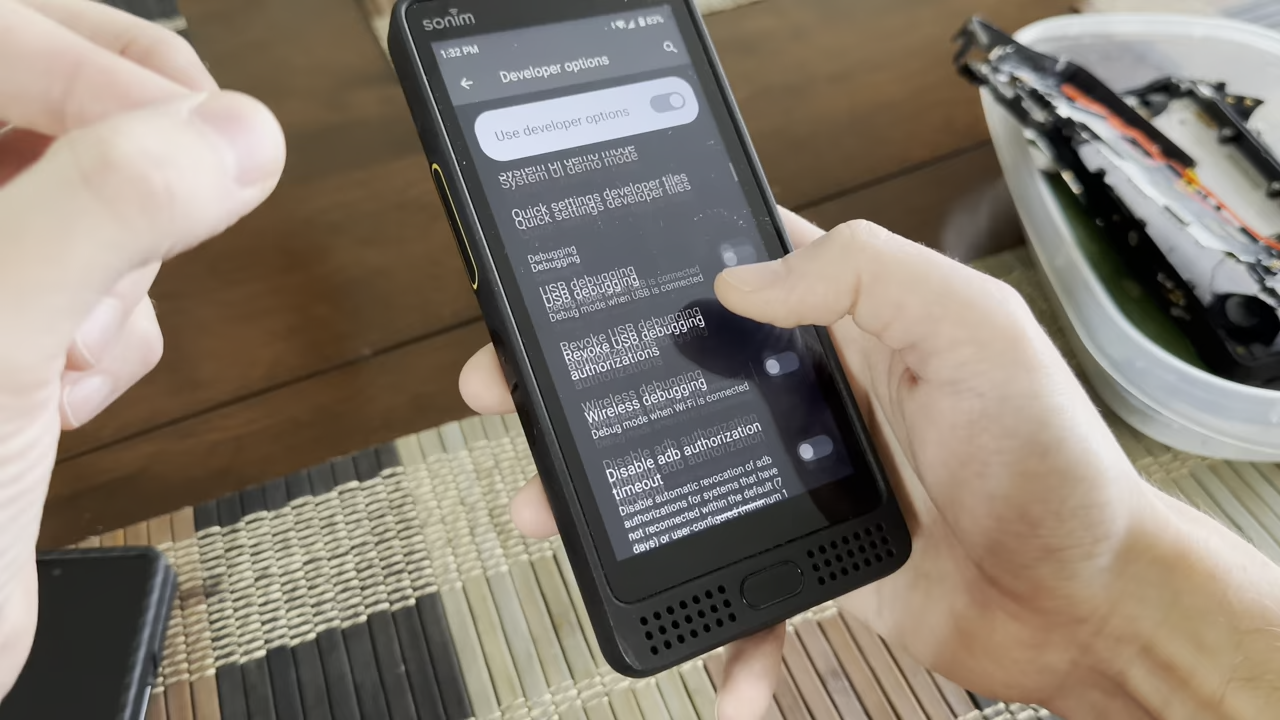 sonim
1:32 PM
83%
Developer options
Use developer options
System UI demo mode
Quick settings developer tiles
Debugging
USB debugging
Debug mode when USB is connected
Revoke USB debugging
authorizations
Wireless debugging
Debug mode when Wi-Fi is connected
Disable adb authorization
timeout
Disable automatic revocation of adb
authorizations for systems that have
not reconnected within the default (7
days) or user-configured (minimum 1